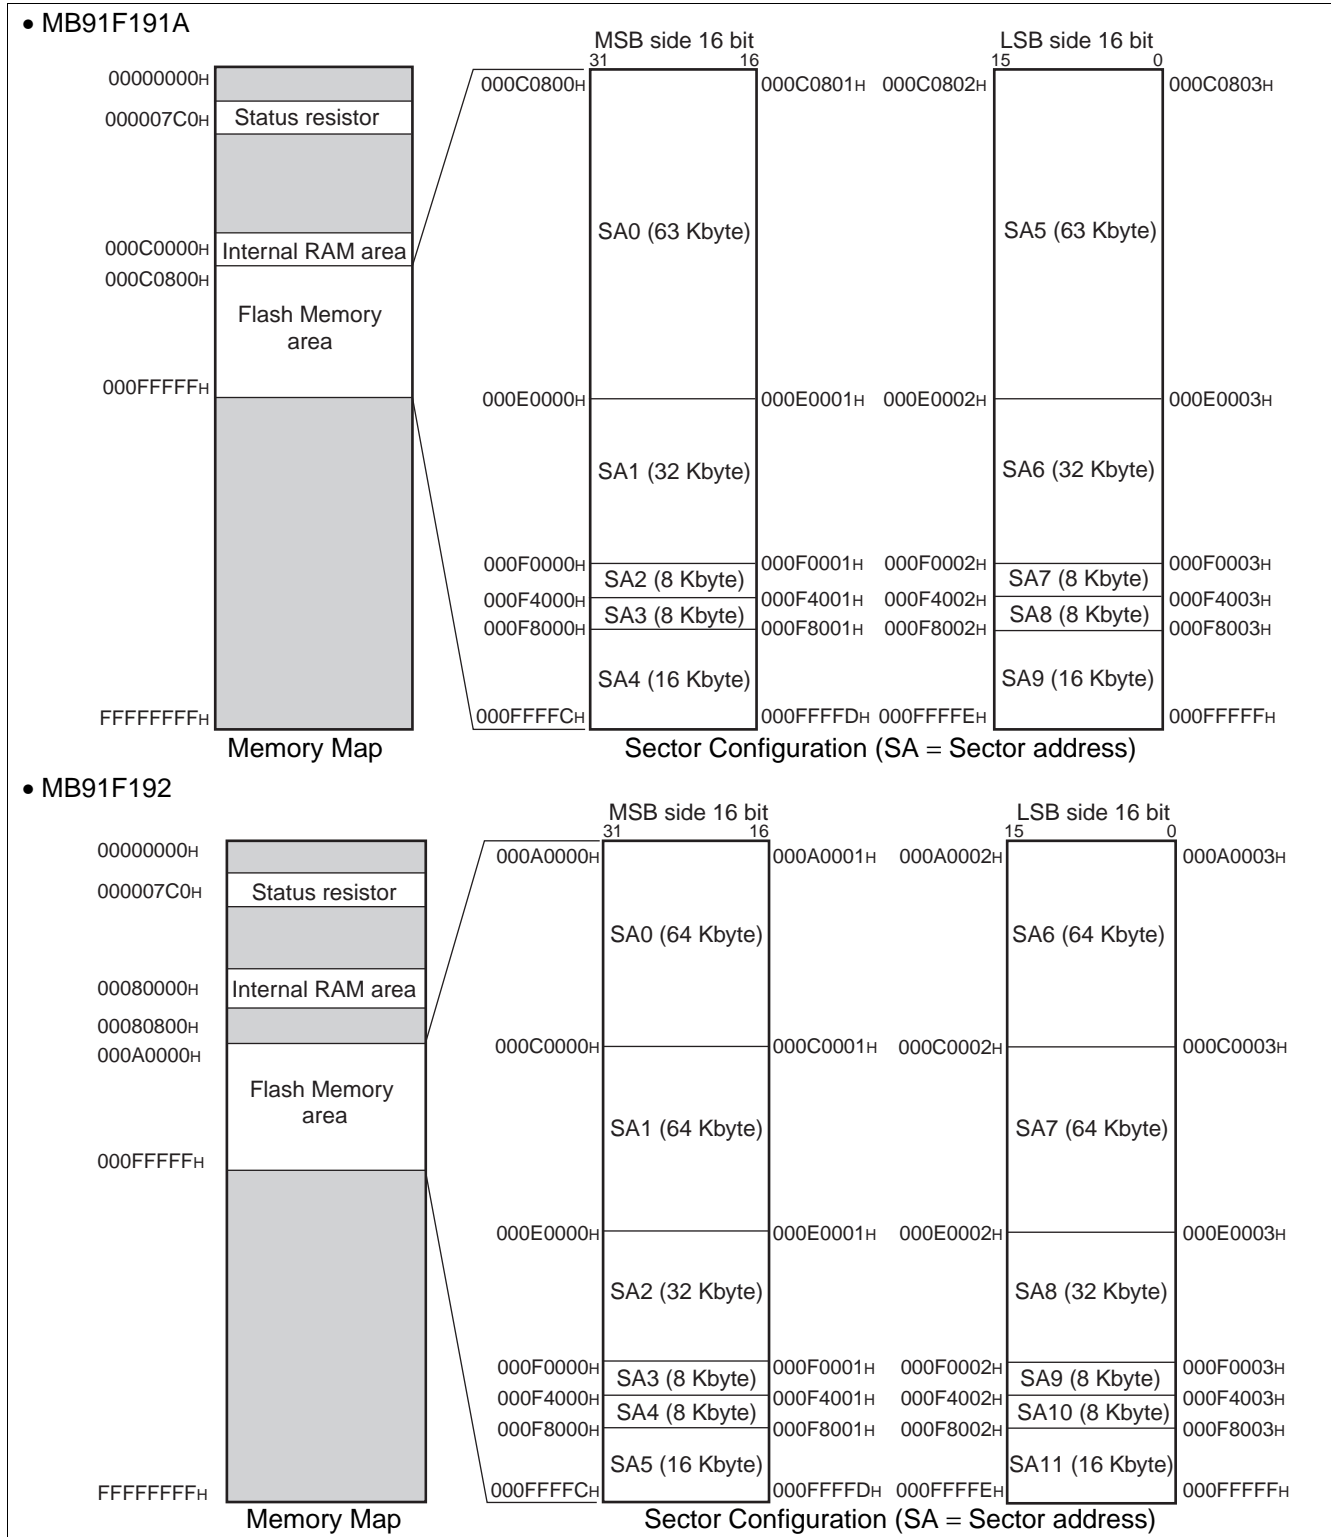 • MB91F191A
MSB side 16 bit
LSB side 16 bit
31 16
15 0
00000000H
000007C0H
Status resistor
000C0000H
Internal RAM area
000C0800H
Flash Memory
area
000FFFFFH
FFFFFFFFH
Memory Map
000C0800H 000C0801H 000C0802H 000C0803H
SA0 (63 Kbyte) SA5 (63 Kbyte)
000E0000H 000E0001H 000E0002H 000E0003H
SA1 (32 Kbyte) SA6 (32 Kbyte)
000F0000H 000F0001H 000F0002H 000F0003H
SA2 (8 Kbyte) SA7 (8 Kbyte)
000F4000H 000F4001H 000F4002H 000F4003H
SA3 (8 Kbyte) SA8 (8 Kbyte)
000F8000H 000F8001H 000F8002H 000F8003H
SA4 (16 Kbyte) SA9 (16 Kbyte)
000FFFFCH 000FFFFDH 000FFFFEH 000FFFFFH
Sector Configuration (SA = Sector address)
• MB91F192
MSB side 16 bit
LSB side 16 bit
31 16
15 0
00000000H
000007C0H
Status resistor
00080000H
Internal RAM area
00080800H
000A0000H
Flash Memory
area
000FFFFFH
FFFFFFFFH
Memory Map
000A0000H 000A0001H 000A0002H 000A0003H
SA0 (64 Kbyte) SA6 (64 Kbyte)
000C0000H 000C0001H 000C0002H 000C0003H
SA1 (64 Kbyte) SA7 (64 Kbyte)
000E0000H 000E0001H 000E0002H 000E0003H
SA2 (32 Kbyte) SA8 (32 Kbyte)
000F0000H 000F0001H 000F0002H 000F0003H
SA3 (8 Kbyte) SA9 (8 Kbyte)
000F4000H 000F4001H 000F4002H 000F4003H
SA4 (8 Kbyte) SA10 (8 Kbyte)
000F8000H 000F8001H 000F8002H 000F8003H
SA5 (16 Kbyte) SA11 (16 Kbyte)
000FFFFCH 000FFFFDH 000FFFFEH 000FFFFFH
Sector Configuration (SA = Sector address)